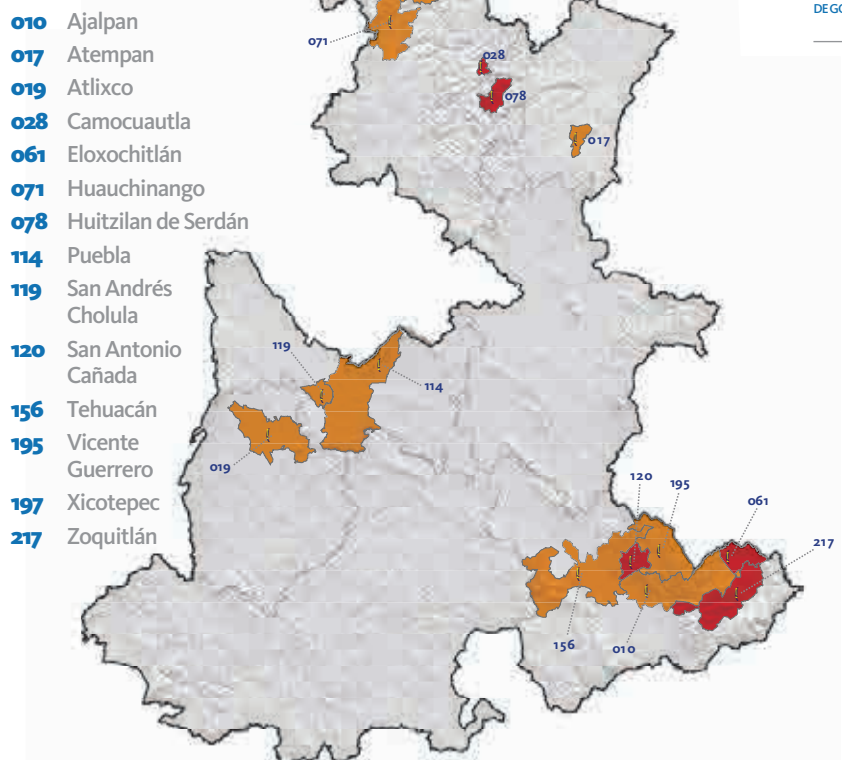 DE GO
010 Ajalpan
017 Atempan
019 Atlixco
028 Camocuautla
061 Eloxochitlán
071 Huauchinango
078 Huitzilan de Serdán
114 Puebla
119 San Andrés
Cholula
120 San Antonio
Cañada
156 Tehuacán
195 Vicente
Guerrero
197 Xicotepec
217 Zoquitlán
071
028
078
017
119
114
019
120
195
061
217
156
010